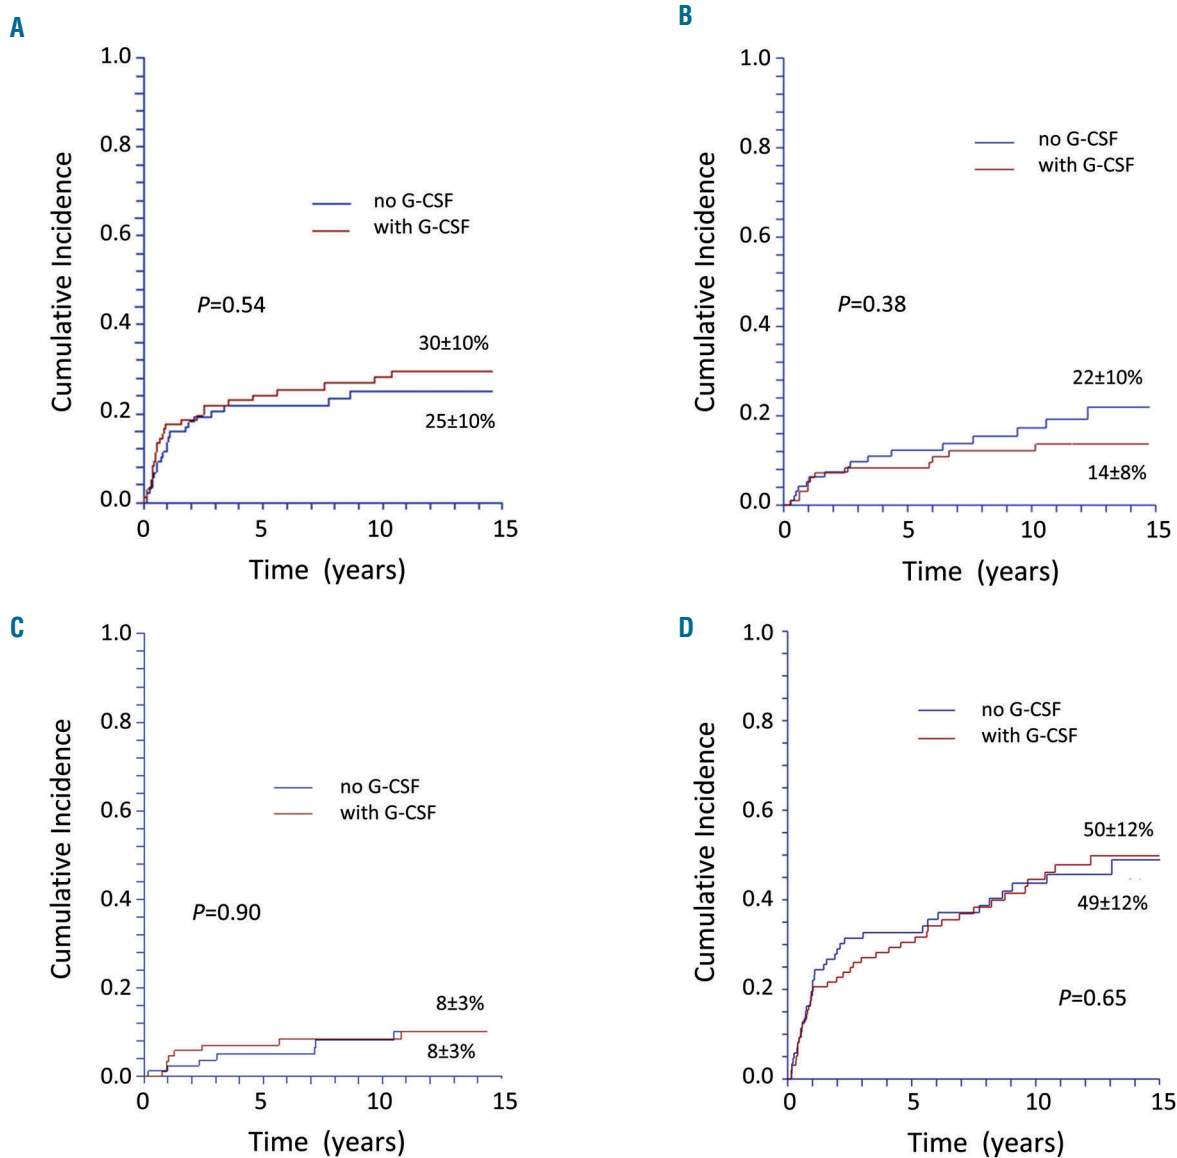 A
Cumulative Incidence
1.0
0.8
0.6
0.4
0.2
0.0
no G-CSF
with G-CSF
P=0.54
30±10%
25±10%
0 5 10 15
Time (years)
B
Cumulative Incidence
1.0
0.8
0.6
0.4
0.2
0.0
no G-CSF
with G-CSF
P=0.38
22±10%
14±8%
0 5 10 15
Time (years)
C
Cumulative Incidence
1.0
0.8
0.6
0.4
0.2
0.0
no G-CSF
with G-CSF
P=0.90
8±3%
8±3%
0 5 10 15
Time (years)
D
Cumulative Incidence
1.0
0.8
0.6
0.4
0.2
0.0
no G-CSF
with G-CSF
50±12%
49±12%
P=0.65
0 5 10 15
Time (years)